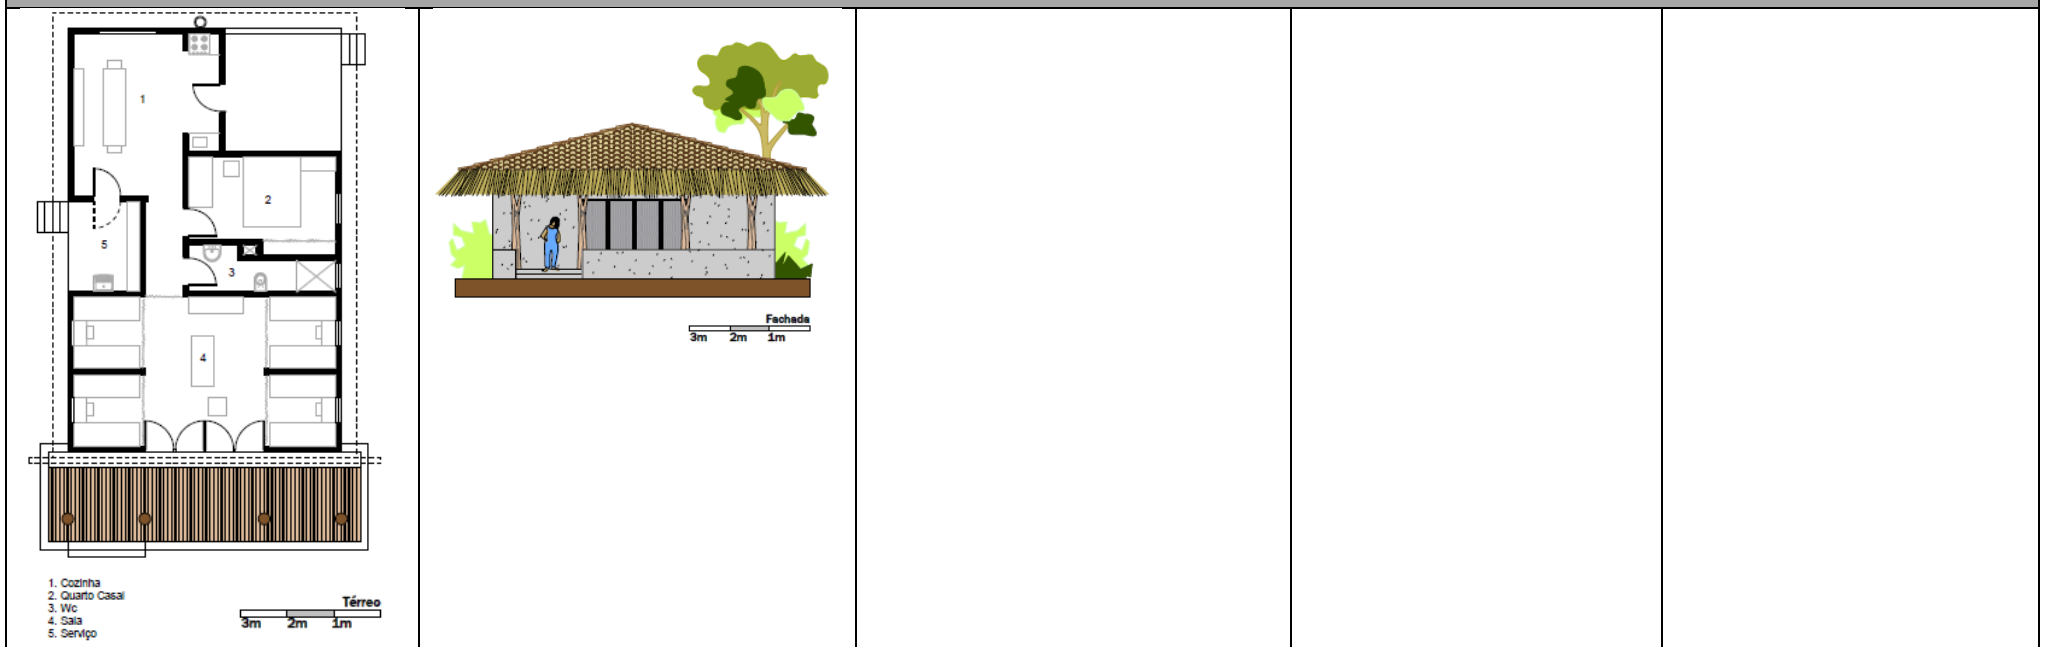 1
2
5
3
4
1. Cozinha
2. Quarto Casal
3. Wc
4. Sala
5. Serviço
Térreo
3m 2m 1m
Fachada
3m 2m 1m